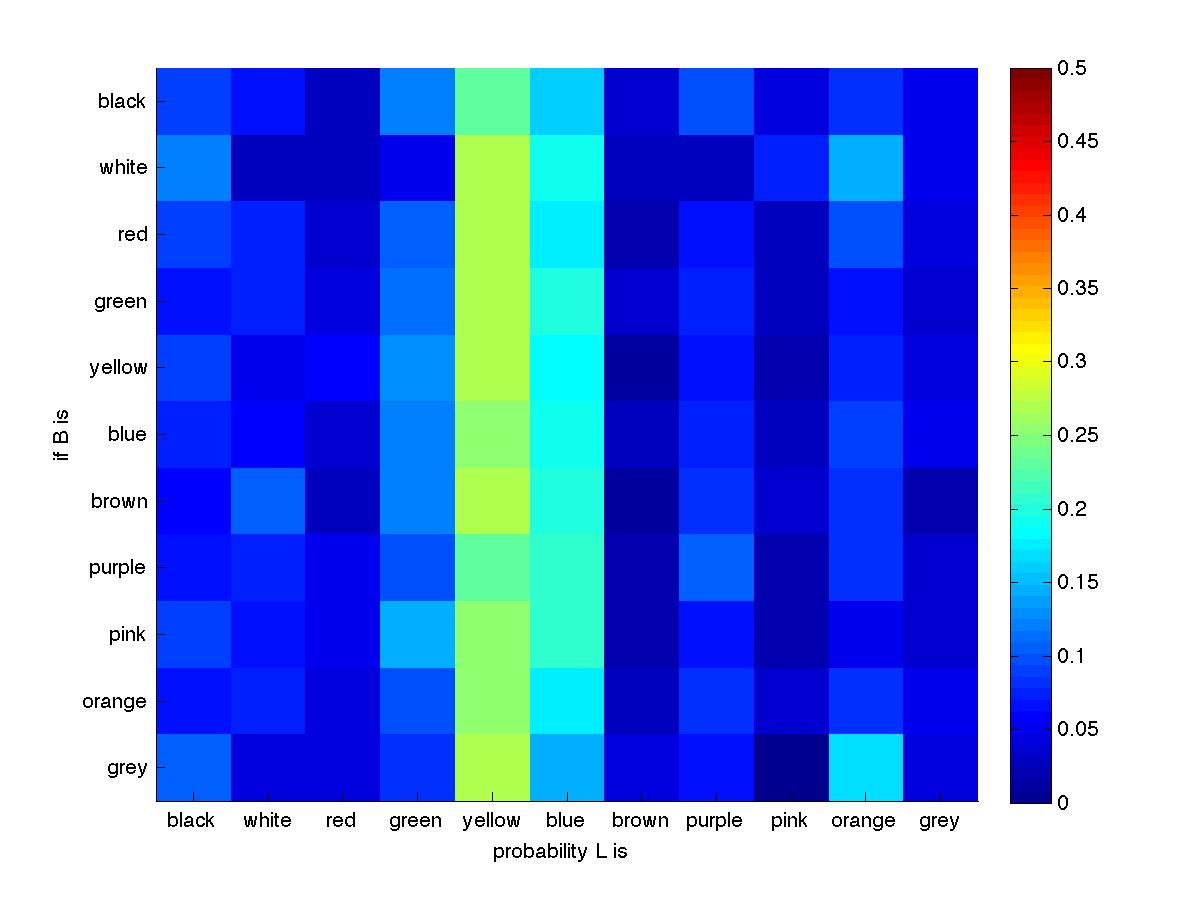 black
white
red
green
yellow
blue
brown
purple
pink
orange
grey
if B is
black white red green yellow blue brown purple pink orange grey
probability L is
0.5
0.45
0.4
0.35
0.3
0.25
0.2
0.15
0.1
0.05
0